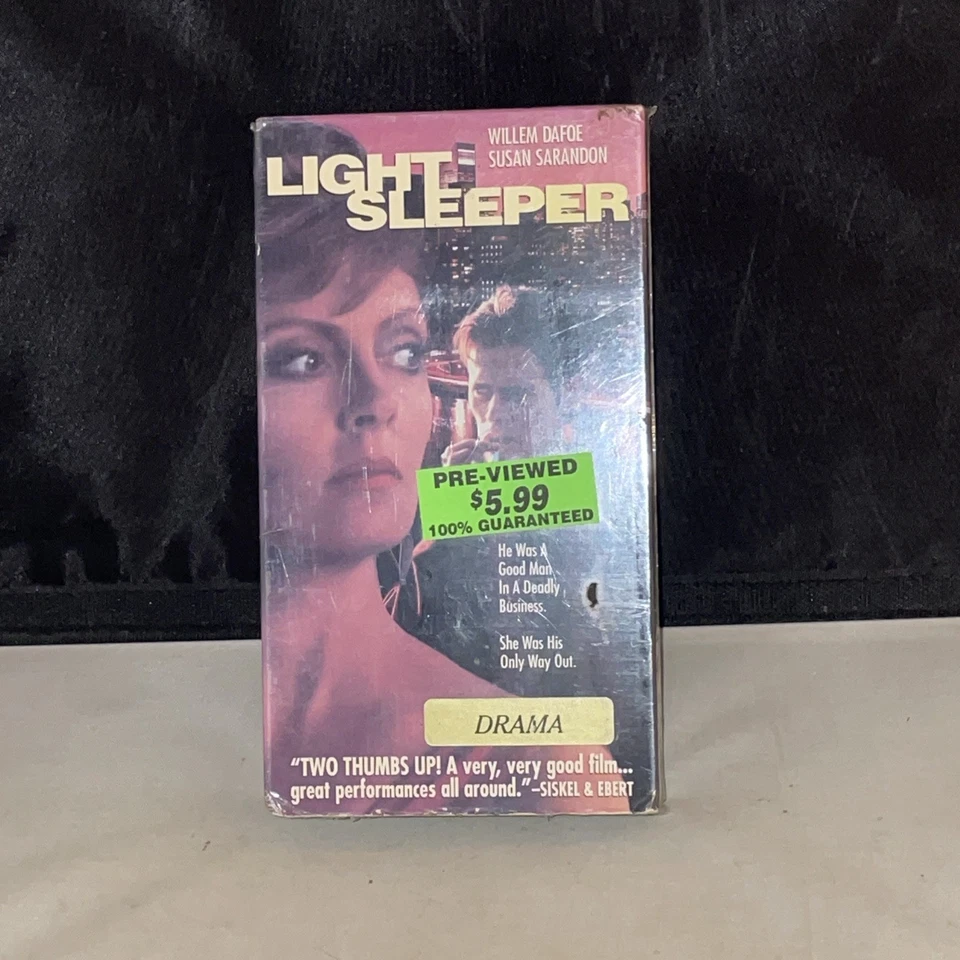 WILLEM DAFOE
SUSAN SARANDON
LIGHT
SLEEPER
PRE-VIEWED
$5.99
100% GUARANTEED
He Was A
Good Man
In A Deadly
Business.
She Was His
Only Way Out.
DRAMA
“TWO THUMBS UP! A very, very good film...
great performances all around.”–SISKEL & EBERT